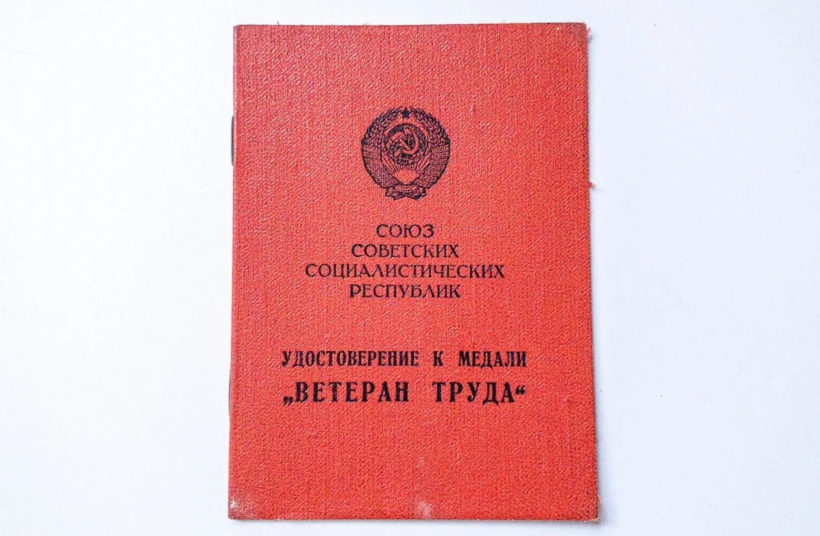 СОЮЗ
СОВЕТСКИХ
СОЦИАЛИСТИЧЕСКИХ
РЕСПУБЛИК
УДОСТОВЕРЕНИЕ К МЕДАЛИ
„ВЕТЕРАН ТРУДА“